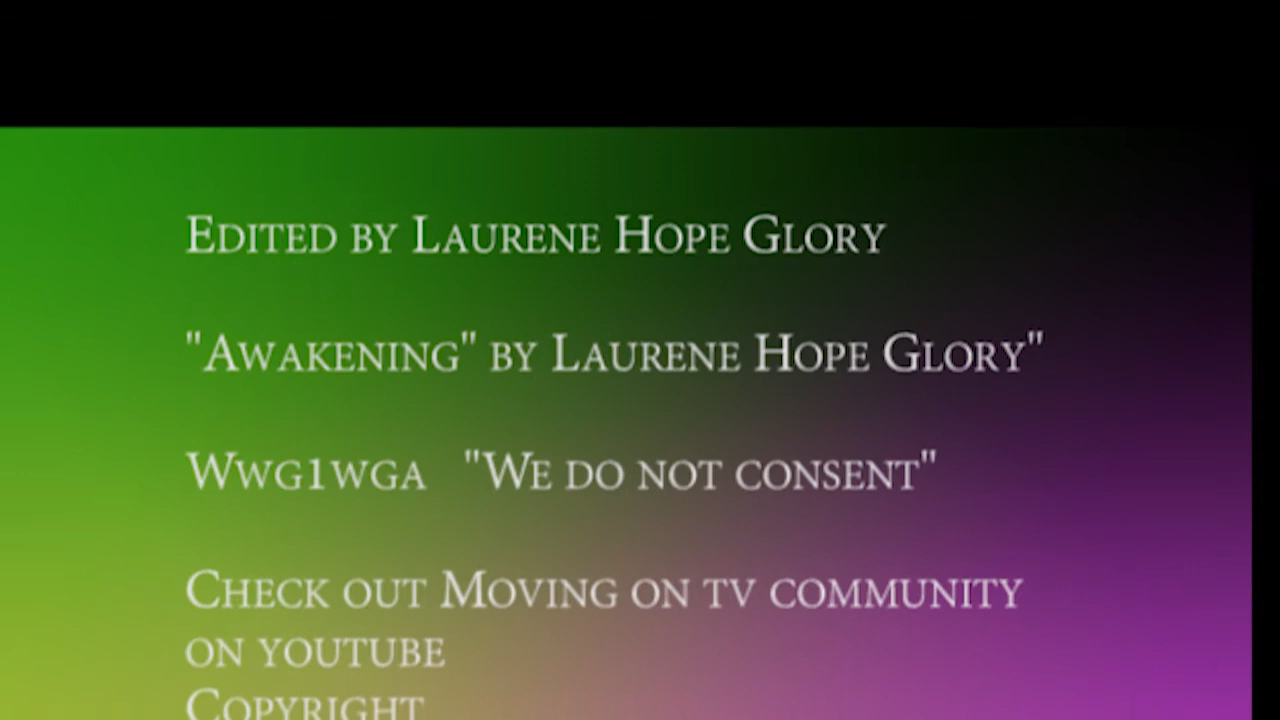 Edited by Laurene Hope Glory
"Awakening" by Laurene Hope Glory"
Wwg1wga "We do not consent"
Check out Moving on tv community
on youtube
Copyright